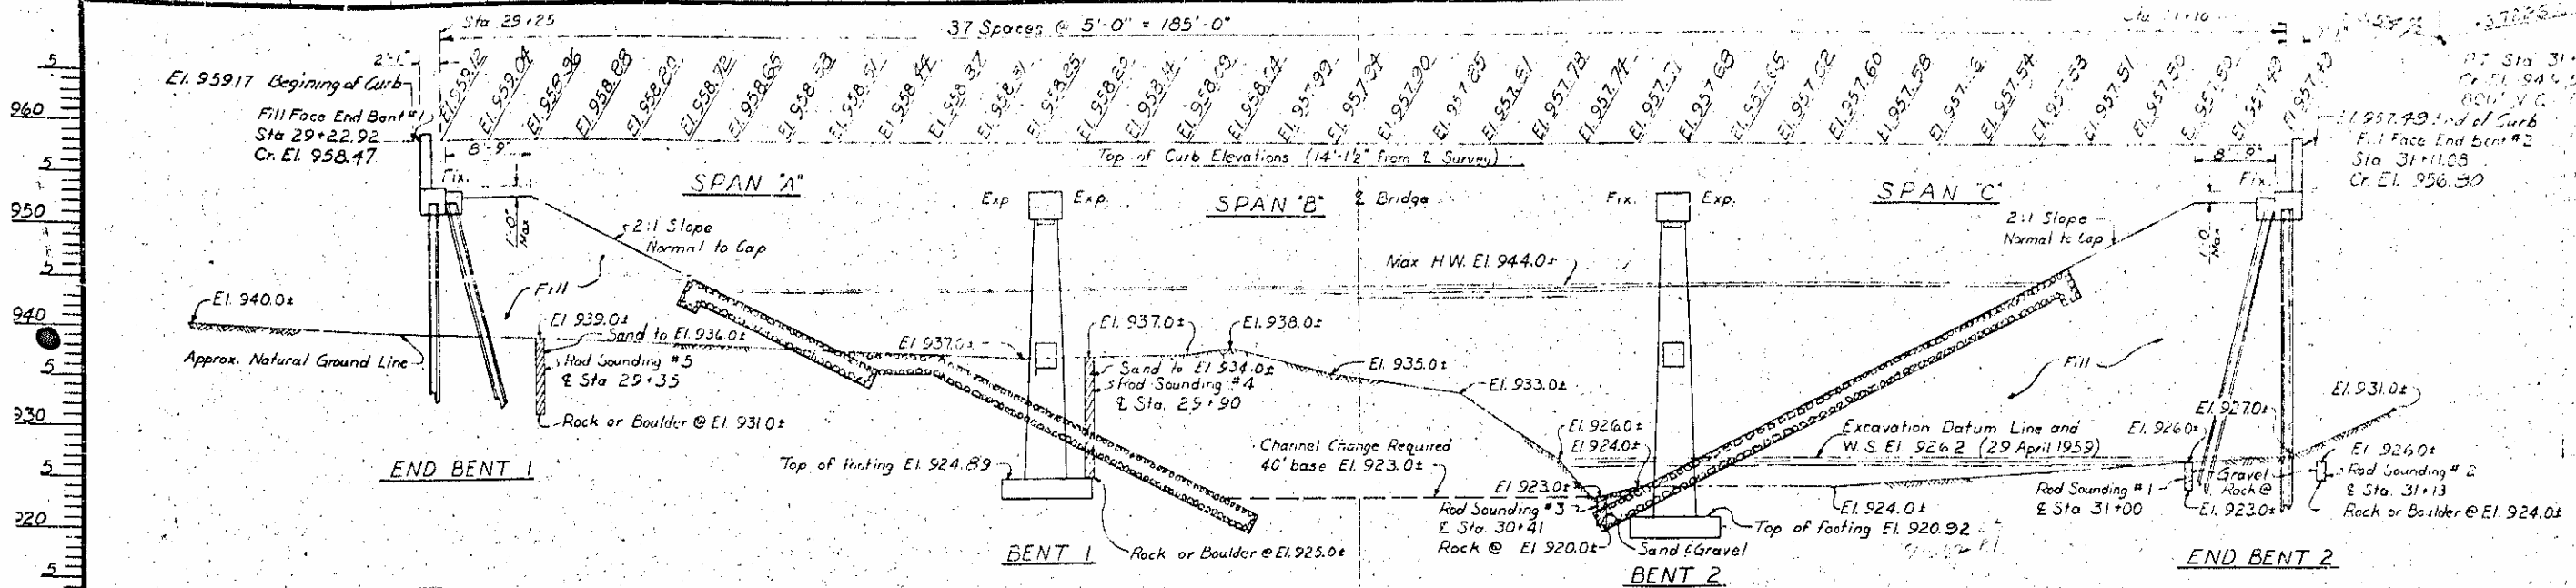 Sta 29+25
37 Spaces @ 5'-0" = 185'-0"
2'-1"
El. 959.17 Begining of Curb
El. 959.12
El. 959.04
El. 958.96
El. 958.88
El. 958.80
El. 958.72
El. 958.65
El. 958.51
El. 958.44
El. 958.37
El. 958.31
El. 958.25
El. 958.20
El. 958.09
El. 958.04
El. 957.99
El. 957.94
El. 957.90
El. 957.85
El. 957.81
El. 957.78
El. 957.74
El. 957.65
El. 957.62
El. 957.60
El. 957.58
El. 957.54
El. 957.53
El. 957.51
El. 957.50
El. 957.50
El. 957.49
El. 957.49
Fill Face End Bent #1
Sta 29+22.92
Cr. El. 958.47
El. 957.49 End of Curb
Fill Face End Bent #2
Sta 31+11.08
Cr. El. 956.80
Top of Curb Elevations (14'-1½" from ℄ Survey)
8'-9"
8'-9"
Fix.
SPAN "A"
Exp.
Exp.
SPAN "B"
℄ Bridge
Fix.
Exp.
SPAN "C"
Fix.
1'-0"
Max
1'-0"
Max
2:1 Slope
Normal to Cap
2:1 Slope
Normal to Cap
Max H.W. El. 944.0±
Fill
Fill
El. 940.0±
Approx. Natural Ground Line
El 939.0±
Sand to El. 936.0±
Rod Sounding #5
℄ Sta 29+35
Rock or Boulder @ El. 931.0±
El 937.0±
El. 937.0±
El. 938.0±
Sand to El 934.0±
Rod Sounding #4
℄ Sta. 29+90
El. 935.0±
El. 933.0±
El. 926.0±
El. 924.0±
Excavation Datum Line and
W.S. El. 926.2 (29 April 1959)
El. 926.0±
El. 927.0±
El. 931.0±
Channel Change Required
40' base El. 923.0±
Top of footing El. 924.89
El 923.0±
Rod Sounding #3
℄ Sta. 30+41
Rock @ El 920.0±
Sand & Gravel
Top of footing El. 920.92
El. 924.0±
Rod Sounding #1
℄ Sta 31+00
Gravel
Rock @
El. 923.0±
El. 926.0±
Rod Sounding #2
℄ Sta. 31+13
Rock or Boulder @ El. 924.0±
Rock or Boulder @ El. 925.0±
END BENT 1
BENT 1
BENT 2
END BENT 2
5
960
5
950
5
940
5
930
5
920
5